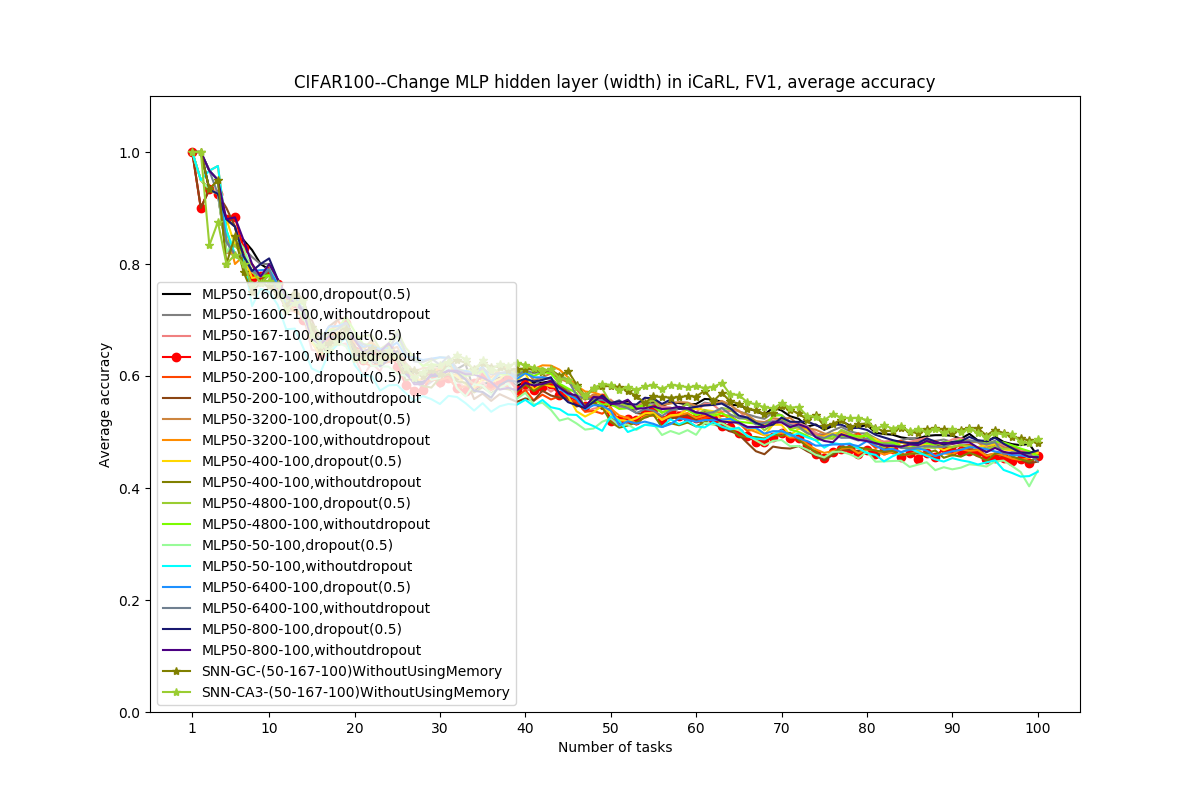 CIFAR100--Change MLP hidden layer (width) in iCaRL, FV1, average accuracy
Average accuracy
1.0
0.8
0.6
0.4
0.2
0.0
MLP50-1600-100,dropout(0.5)
MLP50-1600-100,withoutdropout
MLP50-167-100,dropout(0.5)
MLP50-167-100,withoutdropout
MLP50-200-100,dropout(0.5)
MLP50-200-100,withoutdropout
MLP50-3200-100,dropout(0.5)
MLP50-3200-100,withoutdropout
MLP50-400-100,dropout(0.5)
MLP50-400-100,withoutdropout
MLP50-4800-100,dropout(0.5)
MLP50-4800-100,withoutdropout
MLP50-50-100,dropout(0.5)
MLP50-50-100,withoutdropout
MLP50-6400-100,dropout(0.5)
MLP50-6400-100,withoutdropout
MLP50-800-100,dropout(0.5)
MLP50-800-100,withoutdropout
SNN-GC-(50-167-100)WithoutUsingMemory
SNN-CA3-(50-167-100)WithoutUsingMemory
1 10 20 30 40 50 60 70 80 90 100
Number of tasks